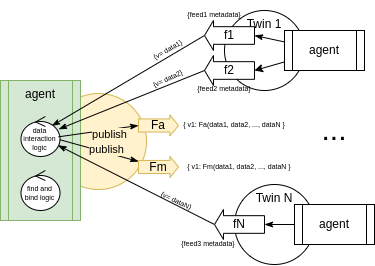 {feed1 metadata}
Twin 1
f1
agent
{v= data1}
f2
{v= data2}
{feed2 metadata}
agent
data
interaction
logic
publish
publish
Fa
{ v1: Fa(data1, data2, ..., dataN }
...
Fm
{ v1: Fm(data1, data2, ..., dataN }
find and
bind logic
{v= dataN}
Twin N
fN
agent
{feed3 metadata}